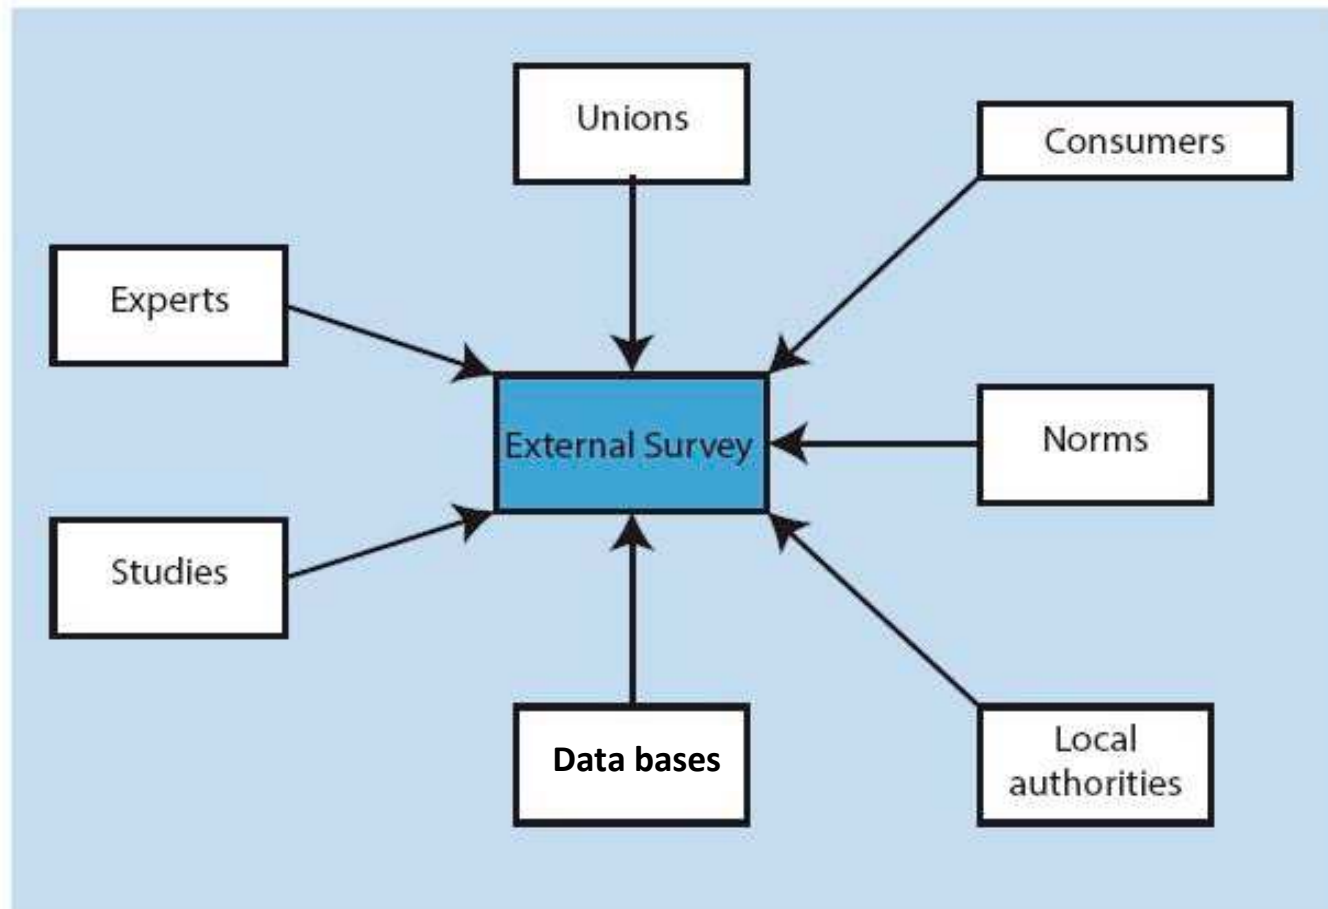 Unions
Consumers
Experts
External Survey
Norms
Studies
Data bases
Local
authorities